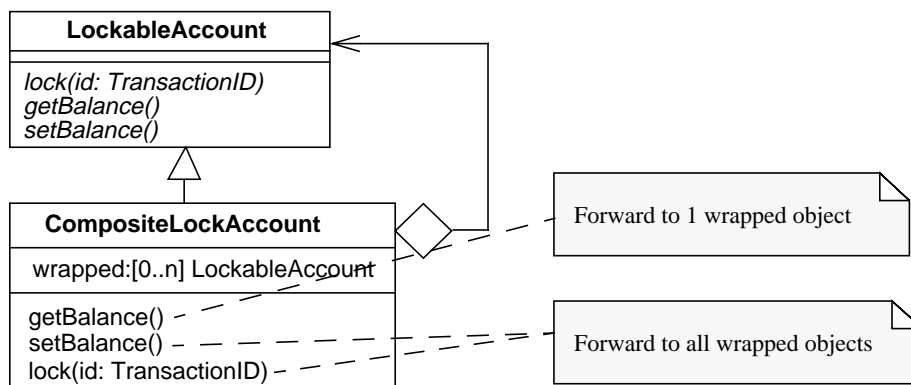 LockableAccount
lock(id: TransactionID)
getBalance()
setBalance()
CompositeLockAccount
wrapped:[0..n] LockableAccount
getBalance()
setBalance()
lock(id: TransactionID)
Forward to 1 wrapped object
Forward to all wrapped objects